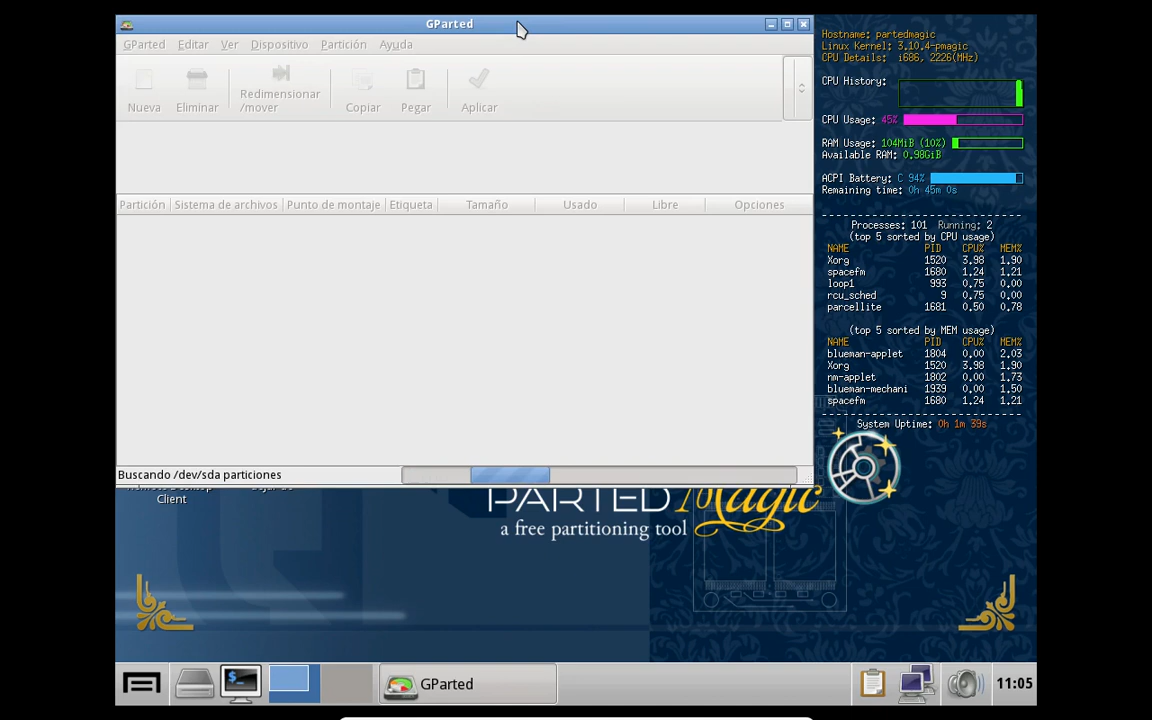 GParted
GParted Editar Ver Dispositivo Partición Ayuda
Nueva Eliminar Redimensionar /mover Copiar Pegar Aplicar
Partición Sistema de archivos Punto de montaje Etiqueta Tamaño Usado Libre Opciones
Buscando /dev/sda particiones
Client
PARTED Magic
a free partitioning tool
Hostname: partedmagic
Linux Kernel: 3.10.4-pmagic
CPU Details: i686, 2226(MHz)
CPU History:
CPU Usage: 45%
RAM Usage: 104MiB (10%)
Available RAM: 0.98GiB
ACPI Battery: C 94%
Remaining time: 0h 45m 0s
Processes: 101 Running: 2
(top 5 sorted by CPU usage)
NAME PID CPU% MEM%
Xorg 1520 3.98 1.90
spacefm 1680 1.24 1.21
loop1 993 0.75 0.00
rcu_sched 9 0.75 0.00
parcellite 1681 0.50 0.78
(top 5 sorted by MEM usage)
NAME PID CPU% MEM%
blueman-applet 1804 0.00 2.03
Xorg 1520 3.98 1.90
nm-applet 1802 0.00 1.73
blueman-mechani 1939 0.00 1.50
spacefm 1680 1.24 1.21
System Uptime: 0h 1m 39s
GParted
11:05